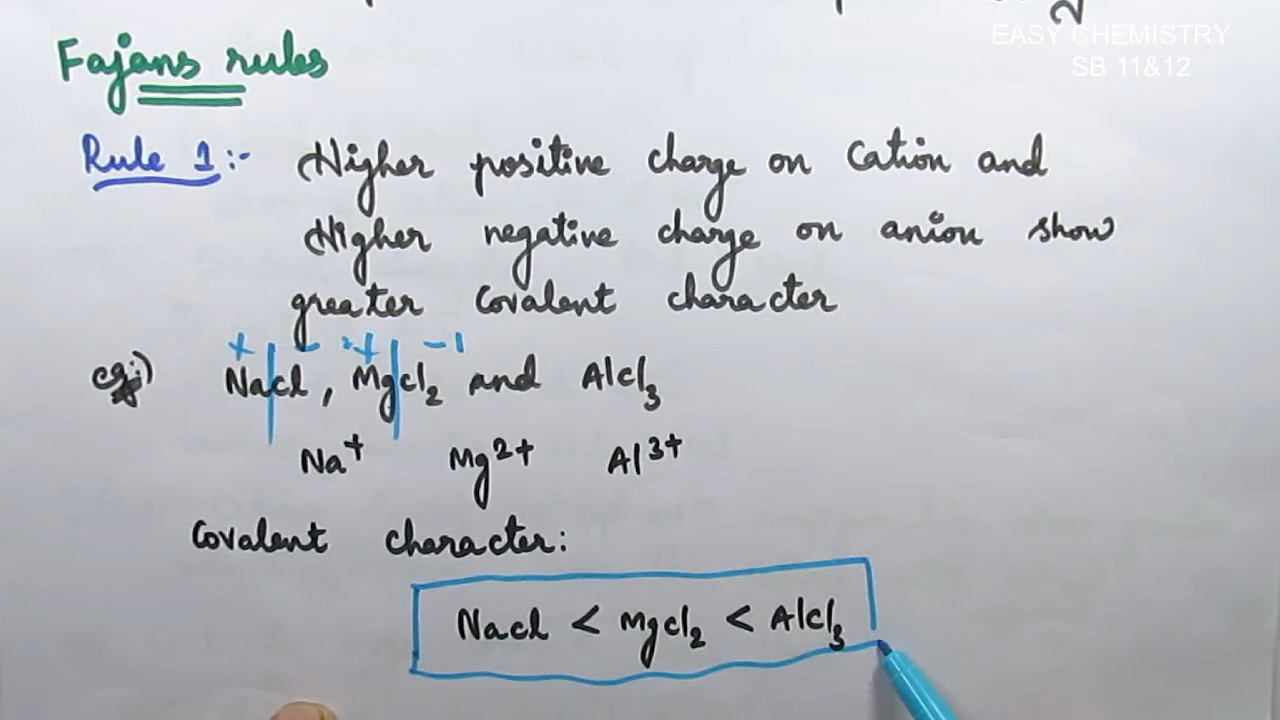 EASY CHEMISTRY
SB 11&12
Fajans rules
Rule 1:- Higher positive charge on Cation and
Higher negative charge on anion show
greater Covalent character
+ - 2+ -1
eg:) Nacl, Mgcl₂ and AlCl₃
Na⁺ Mg²⁺ Al³⁺
Covalent character:
Nacl < Mgcl₂ < AlCl₃